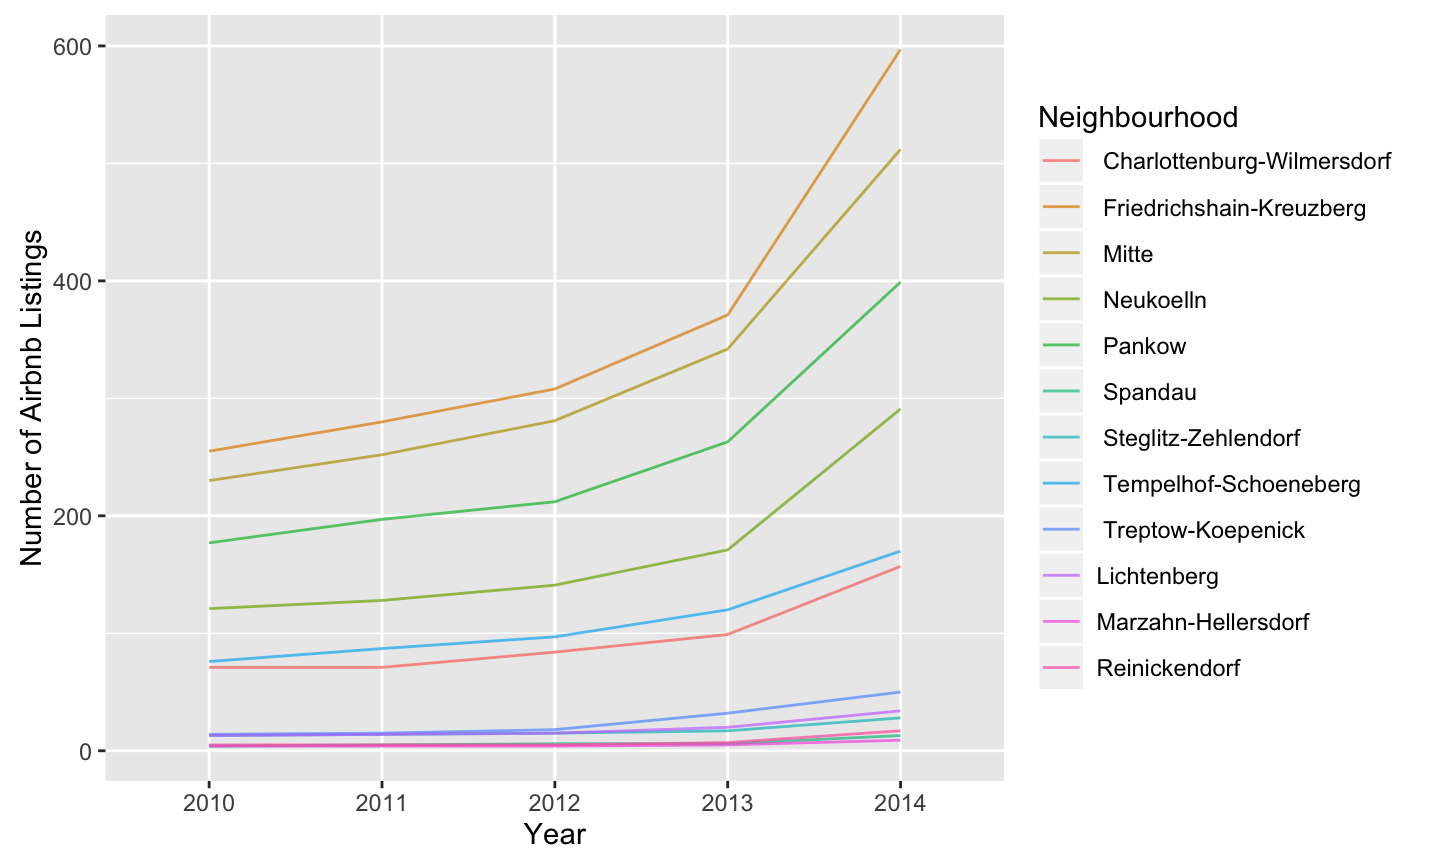 600
400
200
0
Number of Airbnb Listings
2010 2011 2012 2013 2014
Year
Neighbourhood
Charlottenburg-Wilmersdorf
Friedrichshain-Kreuzberg
Mitte
Neukoelln
Pankow
Spandau
Steglitz-Zehlendorf
Tempelhof-Schoeneberg
Treptow-Koepenick
Lichtenberg
Marzahn-Hellersdorf
Reinickendorf